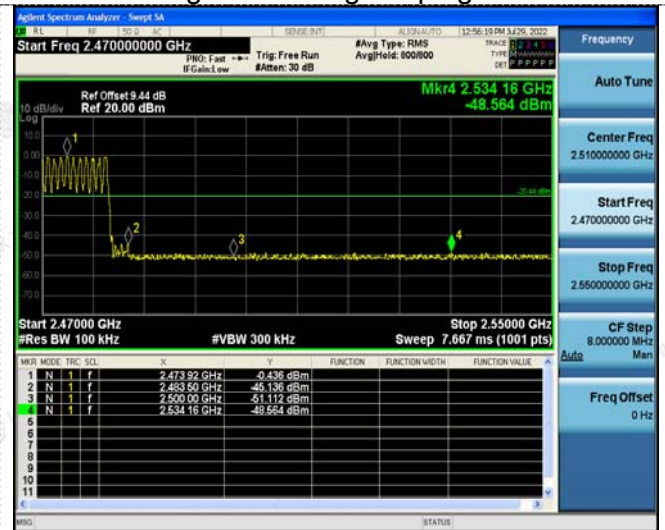 Agilent Spectrum Analyzer - Swept SA
RL RF 50 Ω AC SENSE:INT ALIGNAUTO 12:56:19 PM Jul 29, 2022
Start Freq 2.470000000 GHz
PNO: Fast
IFGain:Low
Trig: Free Run
#Atten: 30 dB
#Avg Type: RMS
Avg|Hold: 800/800
TRACE 1 2 3 4 5 6
TYPE
DET P P P P P P
Ref Offset 9.44 dB
10 dB/div Ref 20.00 dBm
Log
Mkr4 2.534 16 GHz
-48.564 dBm
10.0
0.00
-10.0
-20.0
-30.0
-40.0
-50.0
-60.0
-70.0
1
2
3
4
-20.44 dBm
Start 2.47000 GHz Stop 2.55000 GHz
#Res BW 100 kHz #VBW 300 kHz Sweep 7.667 ms (1001 pts)
MKR MODE TRC SCL X Y FUNCTION FUNCTION WIDTH FUNCTION VALUE
1 N 1 f 2.473 92 GHz -0.436 dBm
2 N 1 f 2.483 50 GHz -45.136 dBm
3 N 1 f 2.500 00 GHz -51.112 dBm
4 N 1 f 2.534 16 GHz -48.564 dBm
5
6
7
8
9
10
11
MSG STATUS
Frequency
Auto Tune
Center Freq
2.510000000 GHz
Start Freq
2.470000000 GHz
Stop Freq
2.550000000 GHz
CF Step
8.000000 MHz
Auto Man
Freq Offset
0 Hz